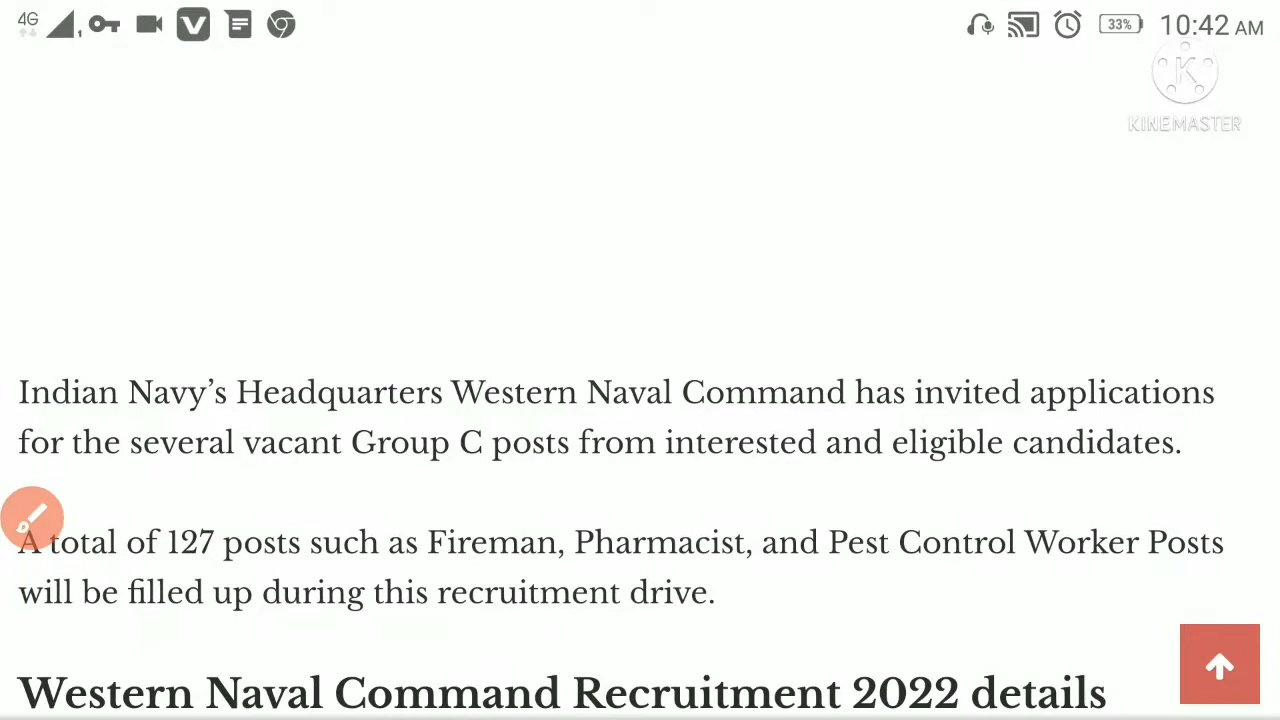 4G
33%
10:42 AM
KINEMASTER
Indian Navy’s Headquarters Western Naval Command has invited applications
for the several vacant Group C posts from interested and eligible candidates.
A total of 127 posts such as Fireman, Pharmacist, and Pest Control Worker Posts
will be filled up during this recruitment drive.
Western Naval Command Recruitment 2022 details